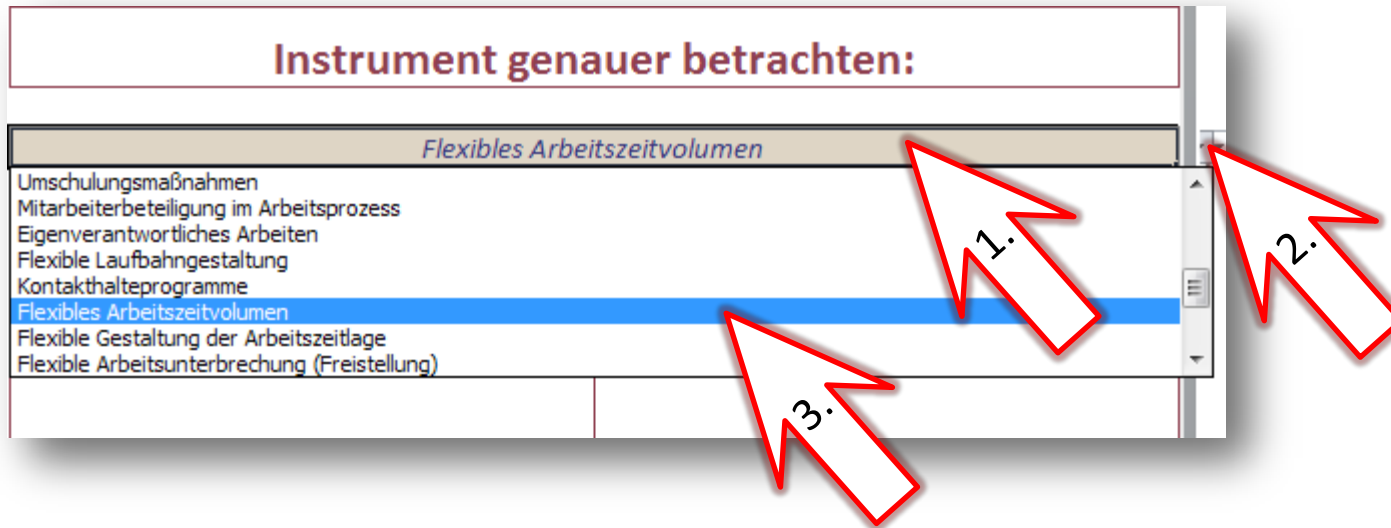 Instrument genauer betrachten:
Flexibles Arbeitszeitvolumen
Umschulungsmaßnahmen
Mitarbeiterbeteiligung im Arbeitsprozess
Eigenverantwortliches Arbeiten
Flexible Laufbahngestaltung
Kontakthalteprogramme
Flexibles Arbeitszeitvolumen
Flexible Gestaltung der Arbeitszeitlage
Flexible Arbeitsunterbrechung (Freistellung)
1.
2.
3.